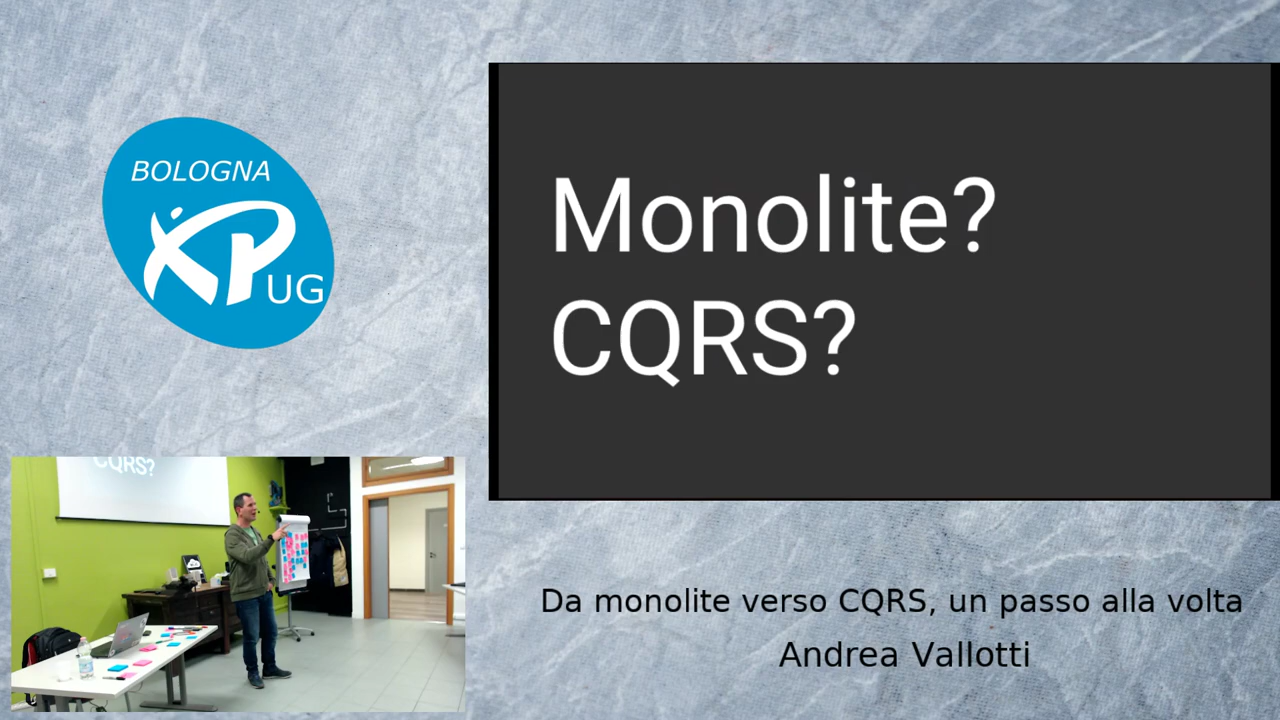 BOLOGNA
XP
UG
Monolite?
CQRS?
CQRS?
Da monolite verso CQRS, un passo alla volta
Andrea Vallotti